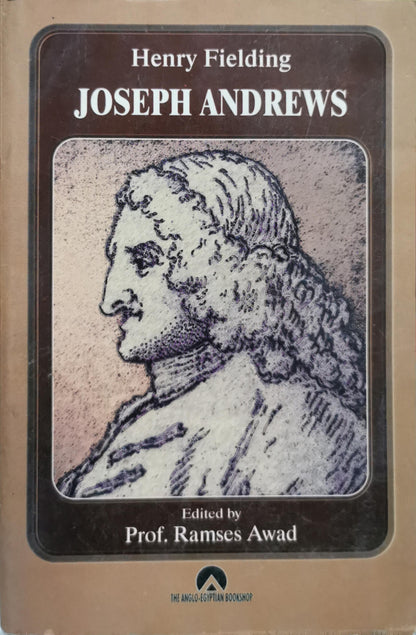 Henry Fielding
JOSEPH ANDREWS
Edited by
Prof. Ramses Awad
THE ANGLO-EGYPTIAN BOOKSHOP